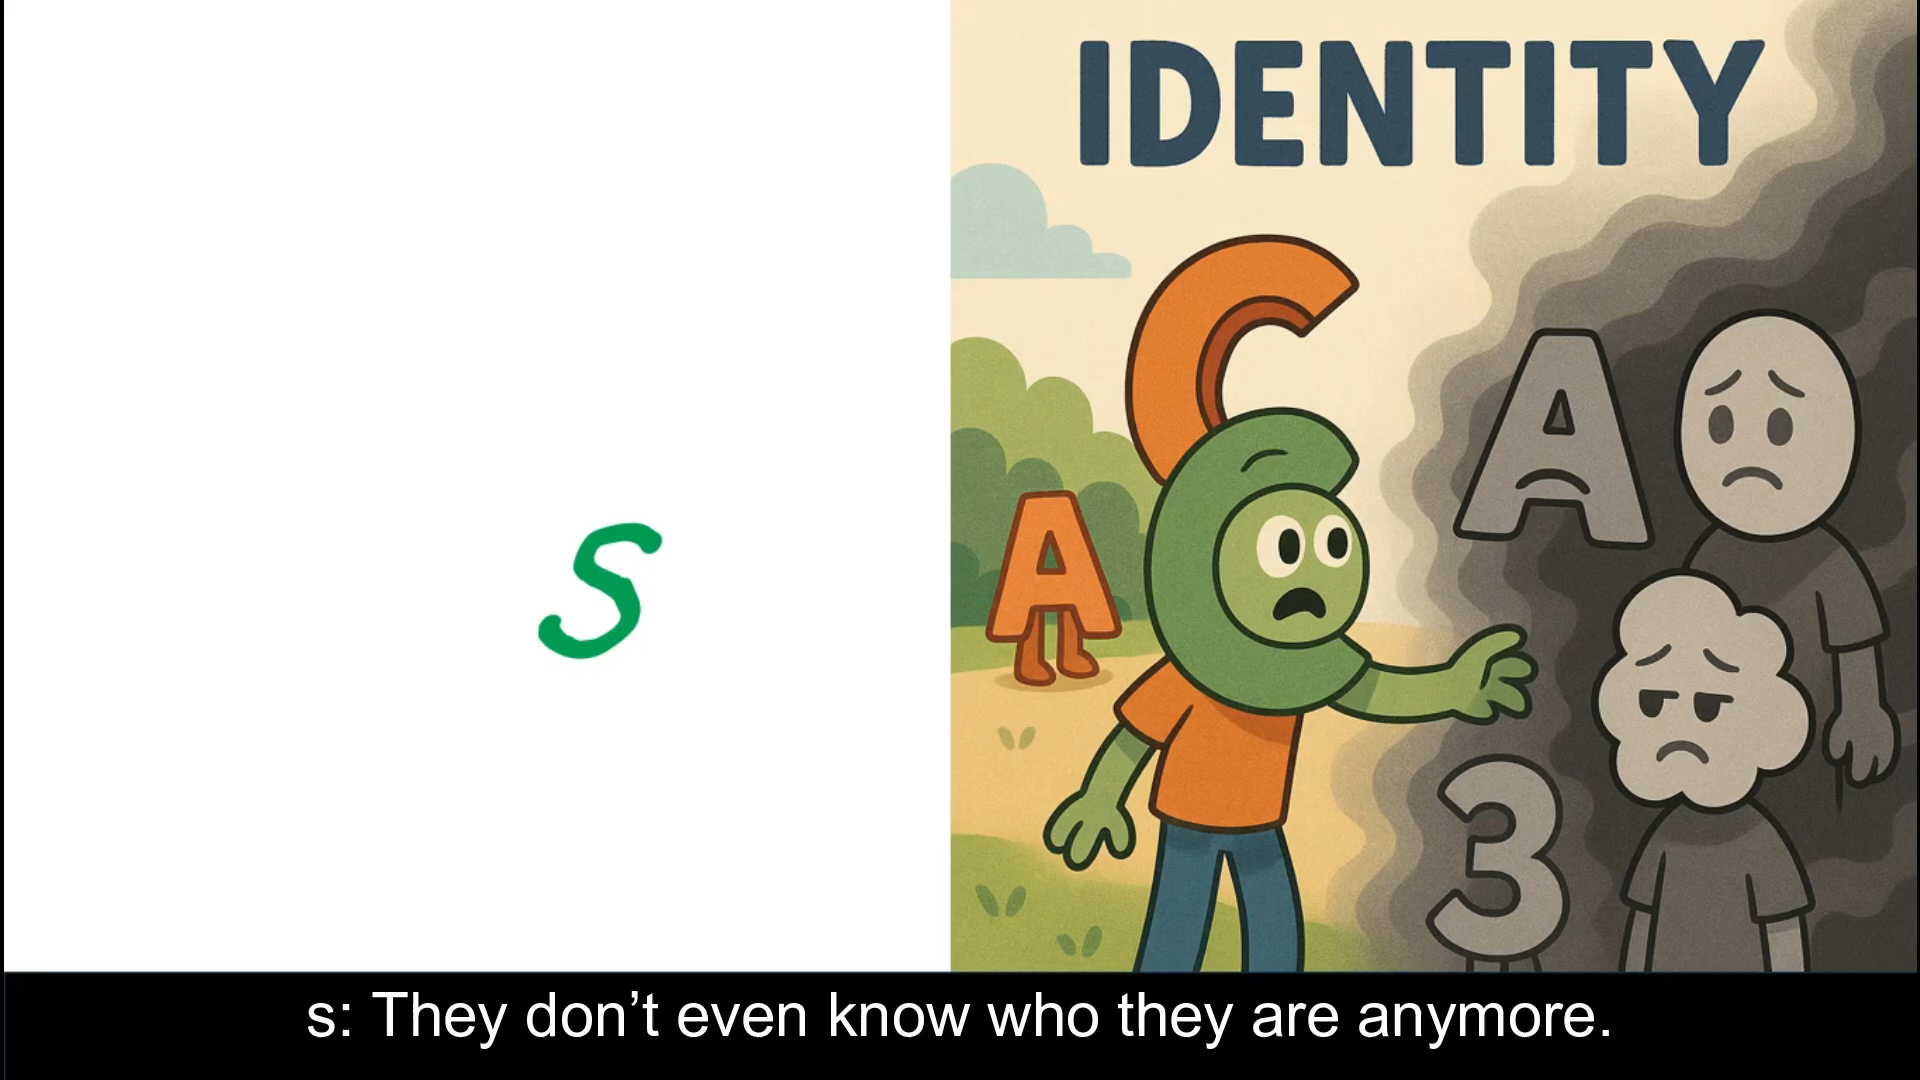 IDENTITY
C
A
A
3
S
s: They don’t even know who they are anymore.